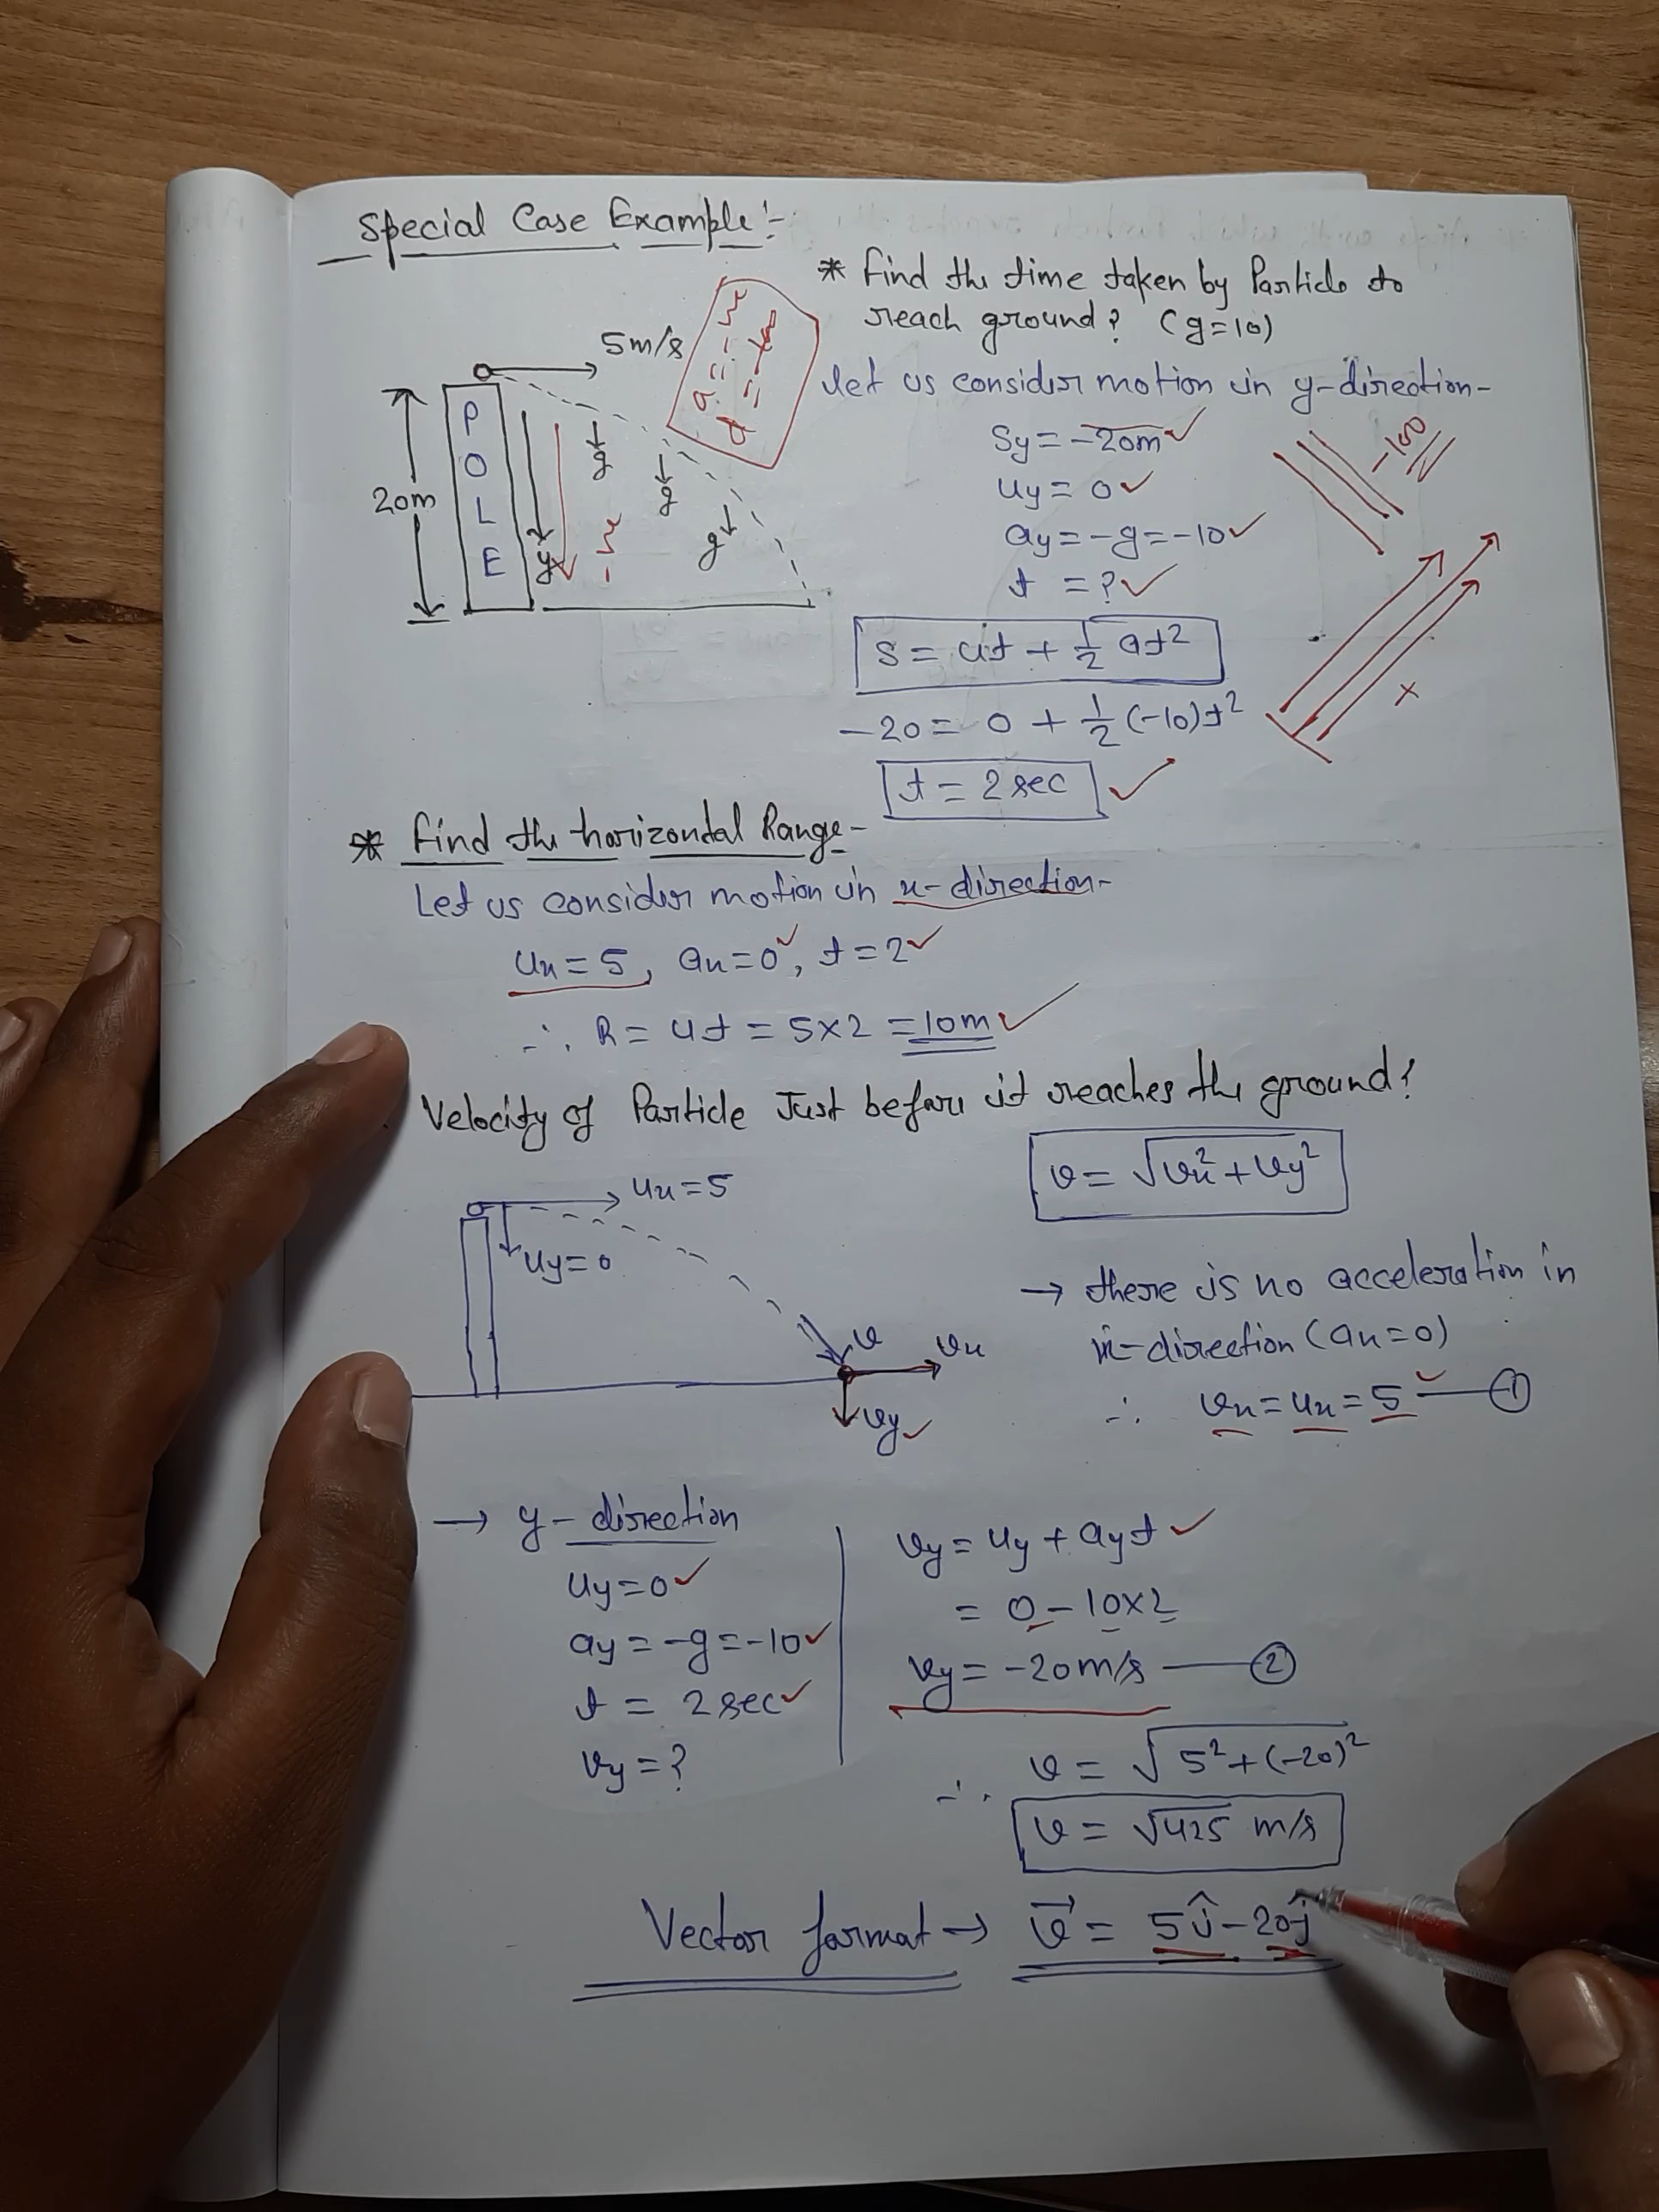 Special Case Example:-
* Find the time taken by Particle to
reach ground? (g=10)
5m/s
Let us consider motion in y-direction-
POLE
20m
g
g
g
y
Sy = -20m
uy = 0
ay = -g = -10
t = ?
-150
S = ut + 1/2 at²
-20 = 0 + 1/2 (-10)t²
t = 2 sec
* Find the horizontal Range-
Let us consider motion in x-direction-
ux = 5, ax = 0, t = 2
∴ R = ut = 5×2 = 10m
Velocity of Particle Just before it reaches the ground?
v = √vx² + vy²
ux = 5
uy = 0
v
vx
vy
→ there is no acceleration in
x-direction (ax = 0)
∴ vx = ux = 5 — ①
→ y-direction
uy = 0
ay = -g = -10
t = 2 sec
vy = ?
vy = uy + ayt
= 0 - 10×2
vy = -20m/s — ②
∴ v = √5² + (-20)²
v = √425 m/s
Vector format → v⃗ = 5î - 20ĵ